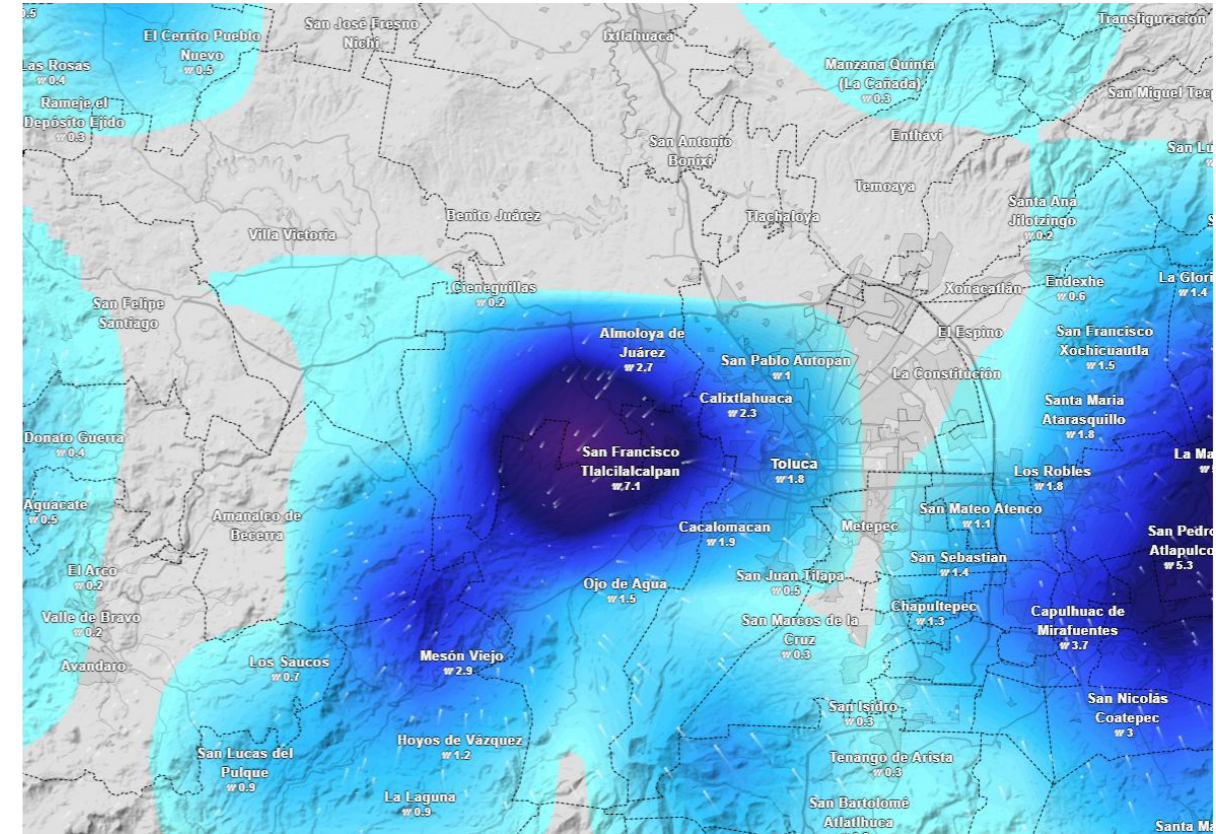 0.5
El Cerrito Pueblo
Nuevo
0.5
San José Fresno
Nichi
Ixtlahuaca
Transfiguración
Las Rosas
0.4
Manzana Quinta
(La Cañada)
0.3
Rameje el
Depósito Ejido
0.3
San Antonio
Bonixi
Enthavi
Temoaya
Benito Juárez
Tlachaloya
Santa Ana
Jilotzingo
0.2
Villa Victoria
San Felipe
Santiago
Cieneguillas
0.2
Xonacatlán
Endexhe
0.6
La Glori
1.4
Almoloya de
Juárez
2.7
El Espino
San Francisco
Xochicuautla
1.5
San Pablo Autopan
1
La Constitución
Calixtlahuaca
2.3
Santa Maria
Atarasquillo
1.8
Donato Guerra
0.4
San Francisco
Tlalcilalcalpan
7.1
Toluca
1.8
La Ma
Los Robles
1.8
Aguacate
0.5
Amanalco de
Becerra
Cacalomacan
1.9
Metepec
San Mateo Atenco
1.1
San Pedro
Atlapulco
5.3
El Arco
0.2
Ojo de Agua
1.5
San Juan Tilapa
0.5
San Sebastian
1.4
Valle de Bravo
0.2
San Marcos de la
Cruz
0.3
Chapultepec
1.3
Capulhuac de
Mirafuentes
3.7
Avandaro
Los Saucos
0.7
Mesón Viejo
2.9
San Isidro
0.3
San Nicolás
Coatepec
3
San Lucas del
Pulque
0.9
Hoyos de Vázquez
1.2
Tenango de Arista
0.3
La Laguna
0.9
San Bartolomé
Atlatlhuca
Santa Ma